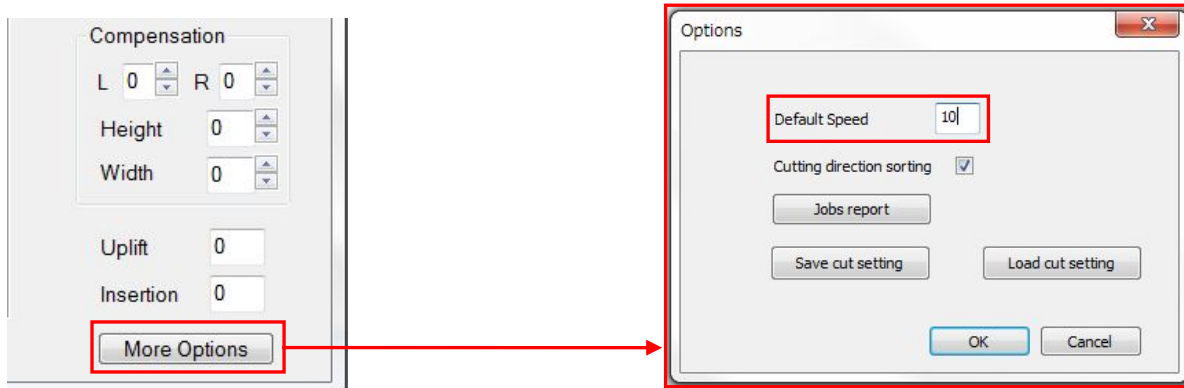 Compensation
L 0 R 0
Height 0
Width 0
Uplift 0
Insertion 0
More Options
Options
Default Speed 10
Cutting direction sorting
Jobs report
Save cut setting Load cut setting
OK Cancel